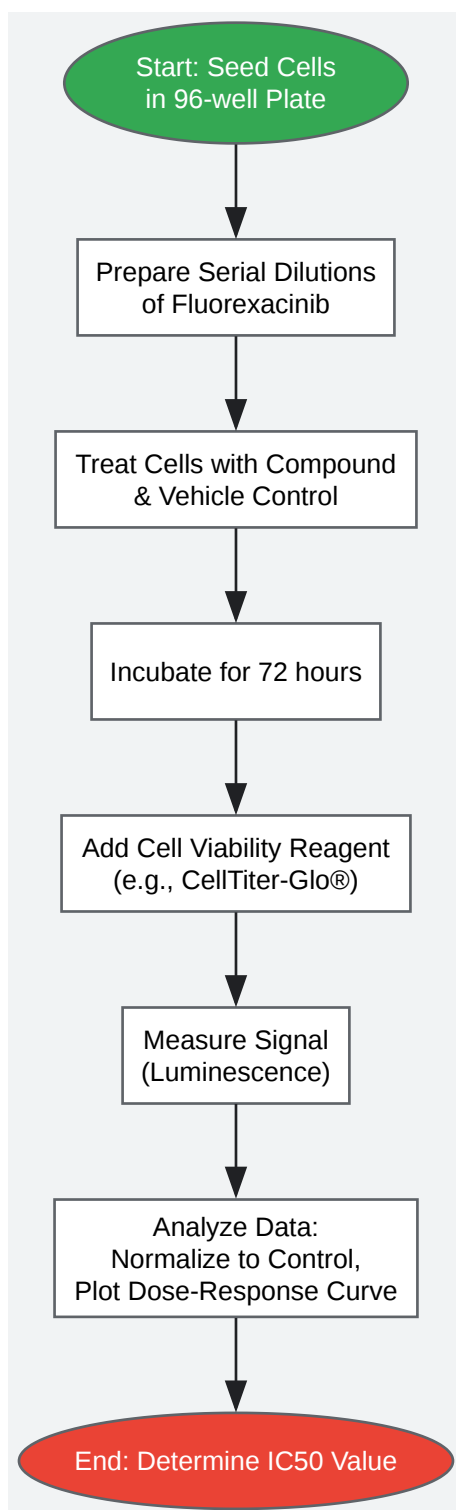 Start: Seed Cells
in 96-well Plate
Prepare Serial Dilutions
of Fluorexacinib
Treat Cells with Compound
& Vehicle Control
Incubate for 72 hours
Add Cell Viability Reagent
(e.g., CellTiter-Glo®)
Measure Signal
(Luminescence)
Analyze Data:
Normalize to Control,
Plot Dose-Response Curve
End: Determine IC50 Value